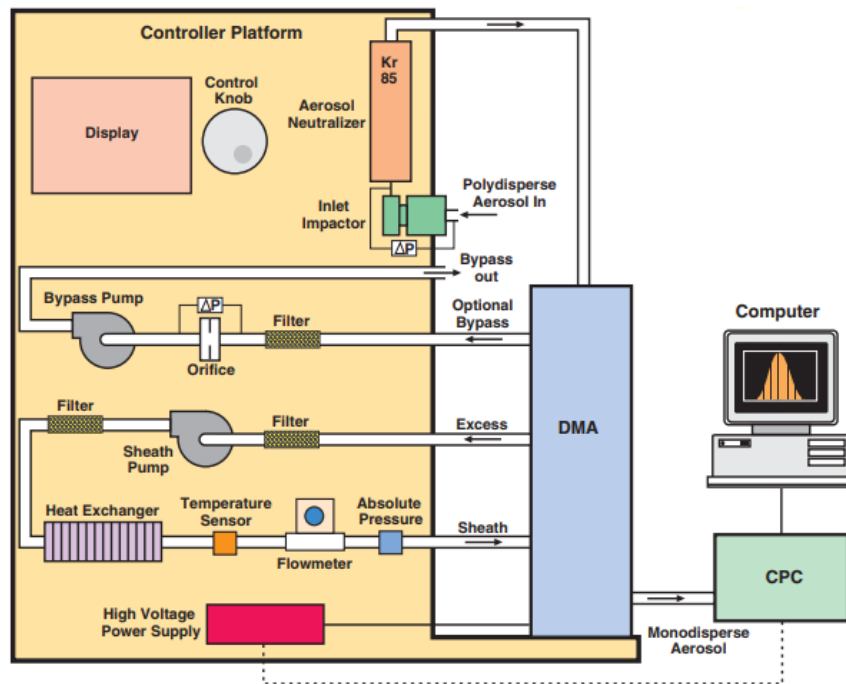 Controller Platform
Kr
85
Control
Knob
Display
Aerosol
Neutralizer
Polydisperse
Aerosol In
Inlet
Impactor
ΔP
Bypass
out
Bypass Pump
ΔP
Filter
Optional
Bypass
Orifice
Computer
Filter
Filter
Excess
DMA
Sheath
Pump
Heat Exchanger
Temperature
Sensor
Absolute
Pressure
Sheath
Flowmeter
CPC
High Voltage
Power Supply
Monodisperse
Aerosol